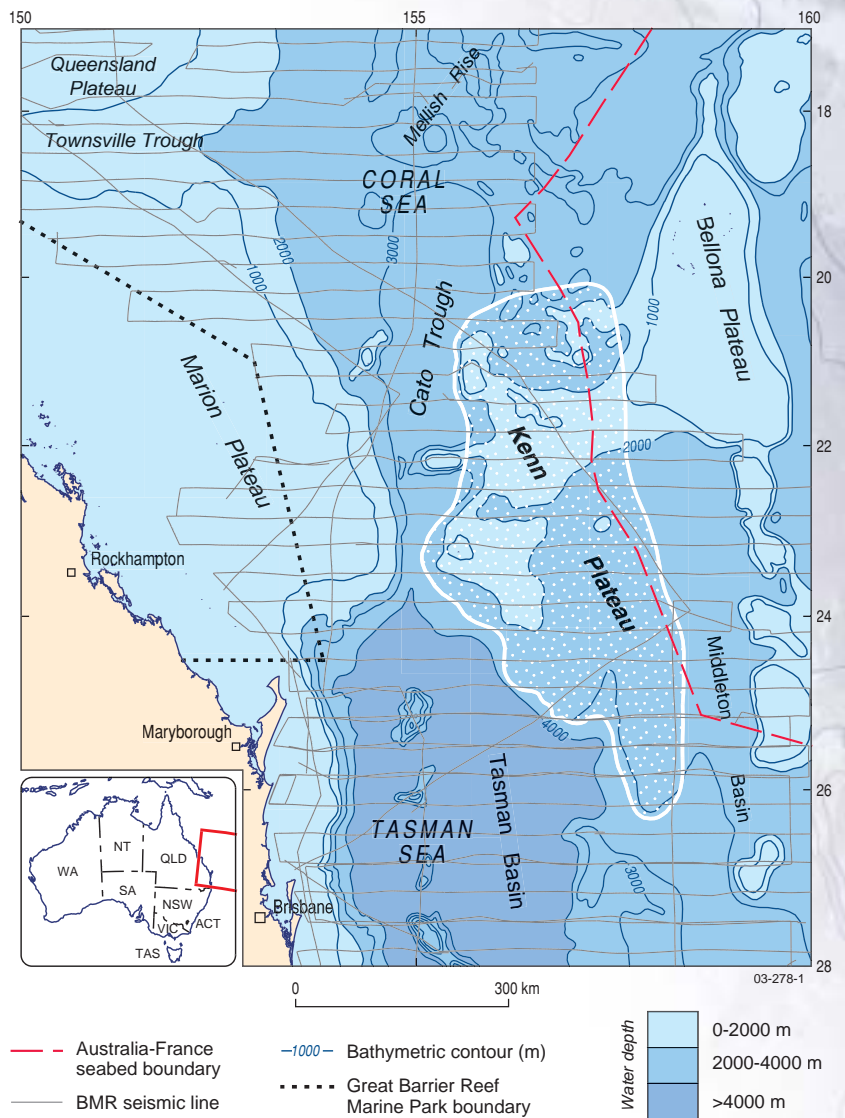 150
155
160
Queensland
Plateau
Mellish Rise
18
Townsville Trough
CORAL
SEA
2000
3000
1000
Bellona Plateau
20
1000
Cato Trough
Marion Plateau
Kenn Plateau
2000
22
Rockhampton
24
Middleton Basin
Maryborough
4000
Tasman Basin
26
TASMAN
SEA
3000
WA
NT
QLD
SA
NSW
VIC
ACT
TAS
Brisbane
28
03-278-1
0
300 km
Australia-France
seabed boundary
BMR seismic line
1000
Bathymetric contour (m)
Great Barrier Reef
Marine Park boundary
Water depth
0-2000 m
2000-4000 m
>4000 m